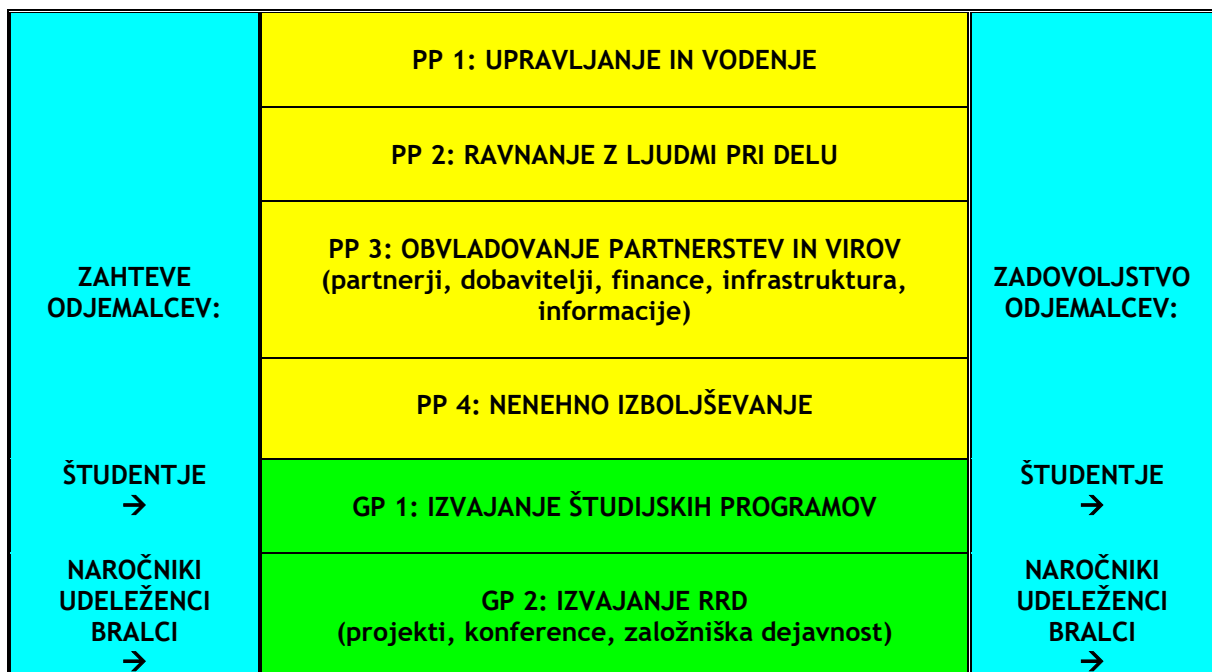 PP 1: UPRAVLJANJE IN VODENJE
PP 2: RAVNANJE Z LJUDMI PRI DELU
ZAHTEVE
ODJEMALCEV:
PP 3: OBVLADOVANJE PARTNERSTEV IN VIROV
(partnerji, dobavitelji, finance, infrastruktura,
informacije)
ZADOVOLJSTVO
ODJEMALCEV:
PP 4: NENEHNO IZBOLJŠEVANJE
ŠTUDENTJE
→
GP 1: IZVAJANJE ŠTUDIJSKIH PROGRAMOV
ŠTUDENTJE
→
NAROČNIKI
UDELEŽENCI
BRALCI
→
GP 2: IZVAJANJE RRD
(projekti, konference, založniška dejavnost)
NAROČNIKI
UDELEŽENCI
BRALCI
→